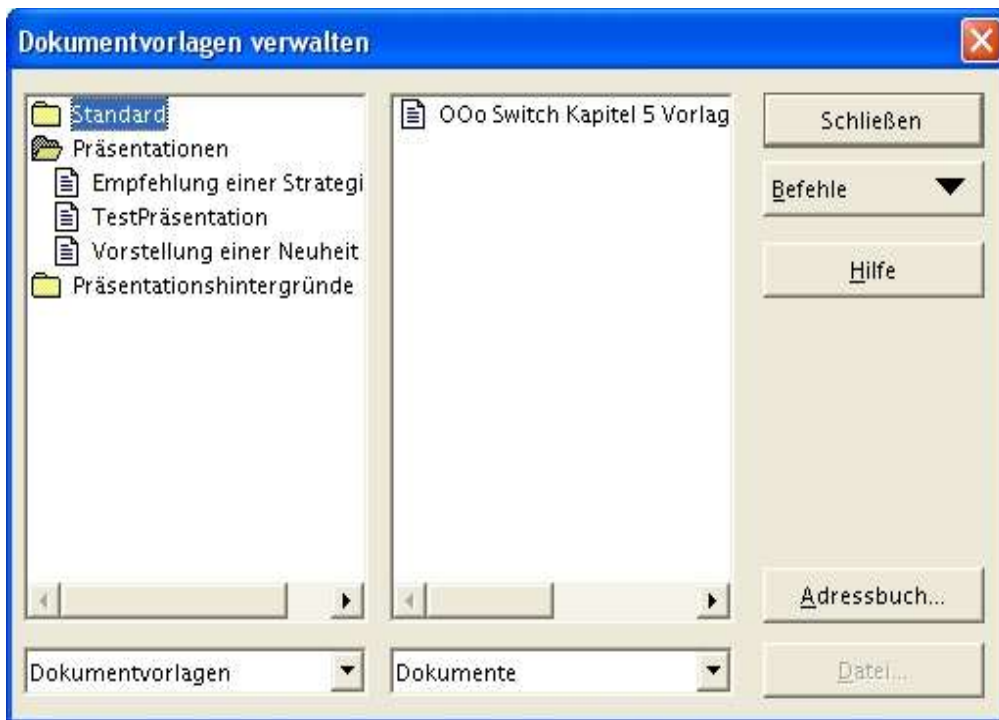 Dokumentvorlagen verwalten
Standard
Präsentationen
Empfehlung einer Strategi
TestPräsentation
Vorstellung einer Neuheit
Präsentationshintergründe
Dokumentvorlagen
OOo Switch Kapitel 5 Vorlag
Dokumente
Schließen
Befehle
Hilfe
Adressbuch...
Datei...